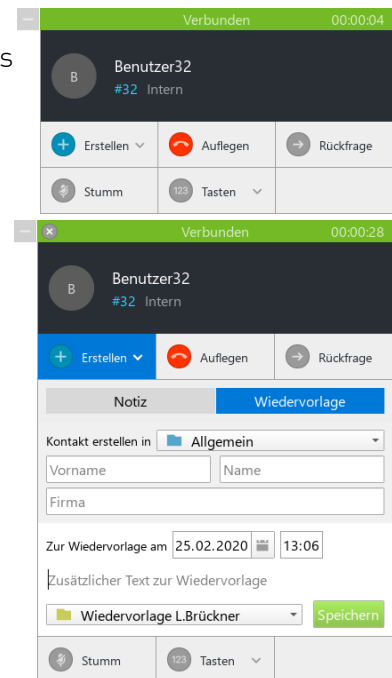 Verbunden 00:00:04
s
B Benutzer32
#32 Intern
Erstellen Auflegen Rückfrage
Stumm 123 Tasten
Verbunden 00:00:28
B Benutzer32
#32 Intern
Erstellen Auflegen Rückfrage
Notiz Wiedervorlage
Kontakt erstellen in Allgemein
Vorname Name
Firma
Zur Wiedervorlage am 25.02.2020 13:06
Zusätzlicher Text zur Wiedervorlage
Wiedervorlage L.Brückner Speichern
Stumm 123 Tasten